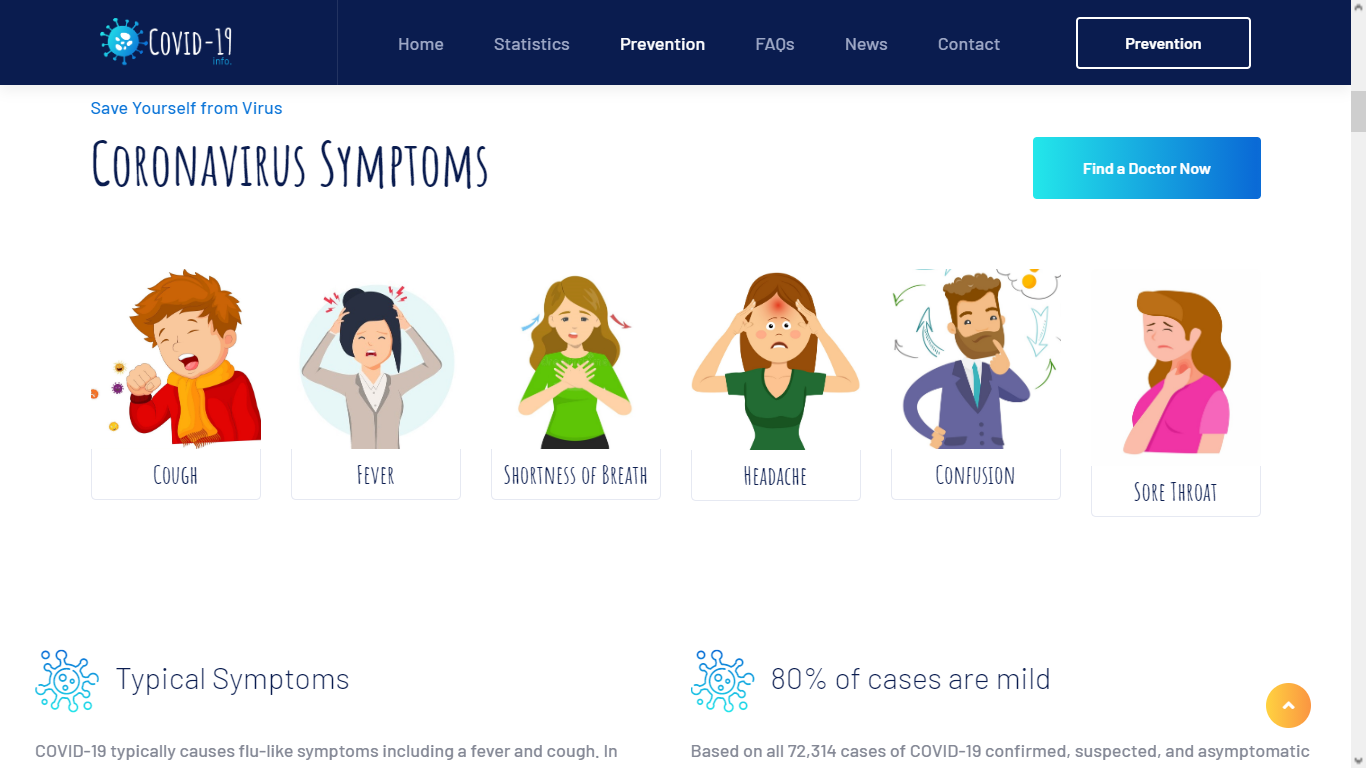 Covid-19
info.
Home
Statistics
Prevention
FAQs
News
Contact
Prevention
Save Yourself from Virus
Coronavirus Symptoms
Find a Doctor Now
Cough
Fever
Shortness of Breath
Headache
Confusion
Sore Throat
Typical Symptoms
80% of cases are mild
COVID-19 typically causes flu-like symptoms including a fever and cough. In
Based on all 72,314 cases of COVID-19 confirmed, suspected, and asymptomatic